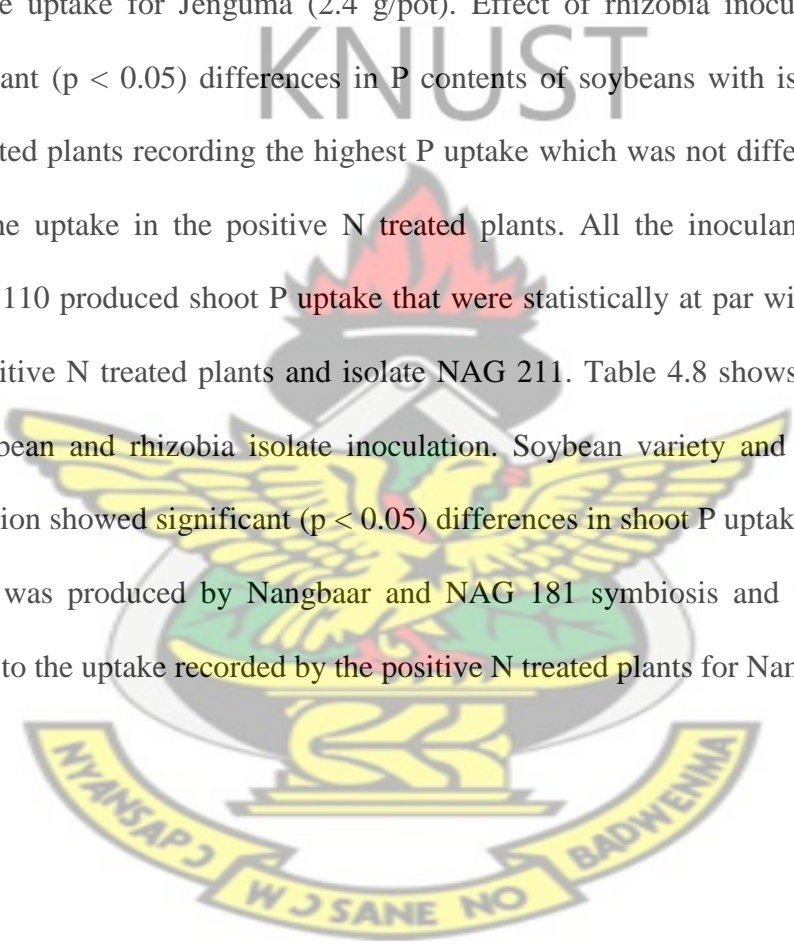 e uptake for Jenguma (2.4 g/pot). Effect of rhizobia inocu
KNUST
ant (p < 0.05) differences in P contents of soybeans with is
ted plants recording the highest P uptake which was not diffe
ne uptake in the positive N treated plants. All the inoculan
110 produced shoot P uptake that were statistically at par wi
itive N treated plants and isolate NAG 211. Table 4.8 shows
bean and rhizobia isolate inoculation. Soybean variety and
ion showed significant (p < 0.05) differences in shoot P uptak
was produced by Nangbaar and NAG 181 symbiosis and
to the uptake recorded by the positive N treated plants for Nan
NYANSAPƆ WƆSANE NO BADWENMA